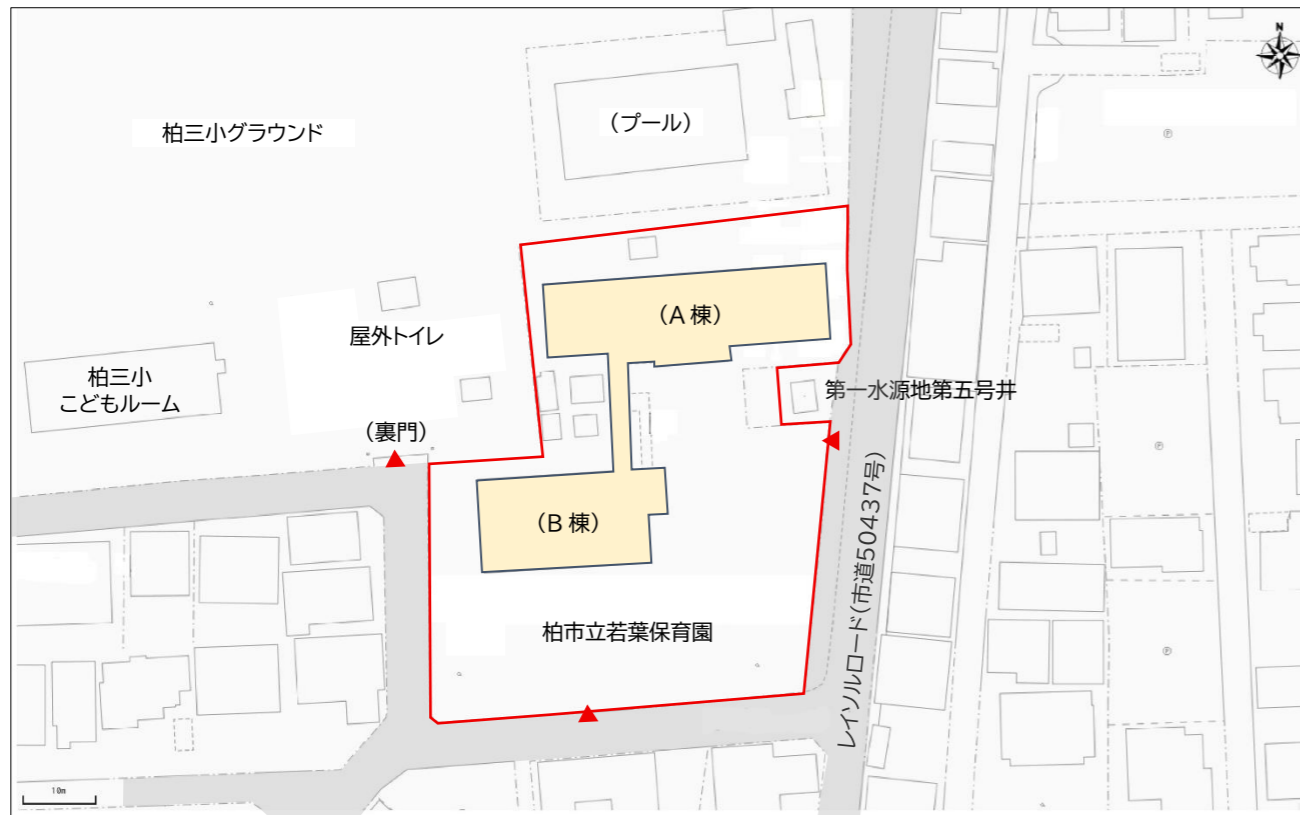 N
(プール)
柏三小グラウンド
(A 棟)
屋外トイレ
柏三小
こどもルーム
第一水源地第五号井
(裏門)
(B 棟)
柏市立若葉保育園
レイソルロード(市道50437号)
10m
Ⓟ
Ⓟ
Ⓟ